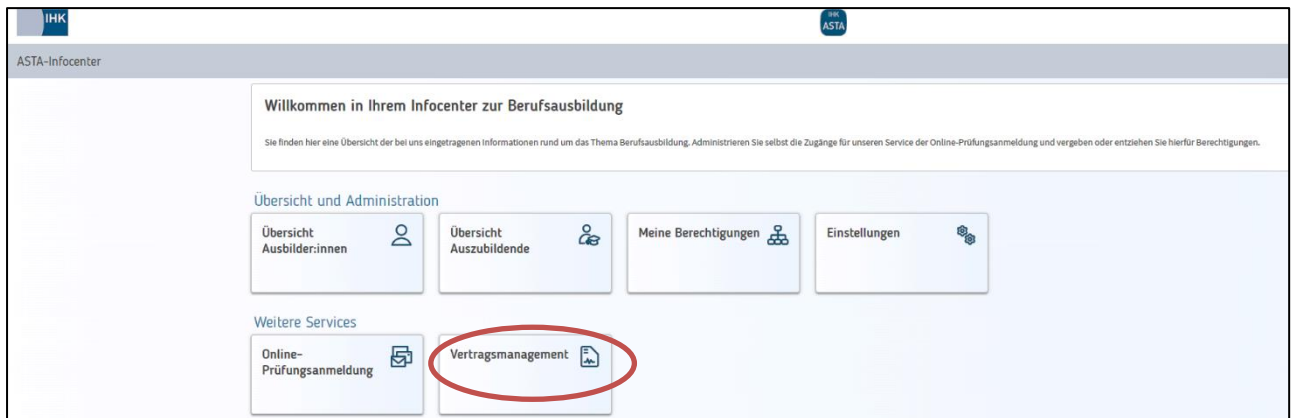 IHK
IHK
ASTA
ASTA-Infocenter
Willkommen in Ihrem Infocenter zur Berufsausbildung
Sie finden hier eine Übersicht der bei uns eingetragenen Informationen rund um das Thema Berufsausbildung. Administrieren Sie selbst die Zugänge für unseren Service der Online-Prüfungsanmeldung und vergeben oder entziehen Sie hierfür Berechtigungen.
Übersicht und Administration
Übersicht
Ausbilder:innen
Übersicht
Auszubildende
Meine Berechtigungen
Einstellungen
Weitere Services
Online-
Prüfungsanmeldung
Vertragsmanagement